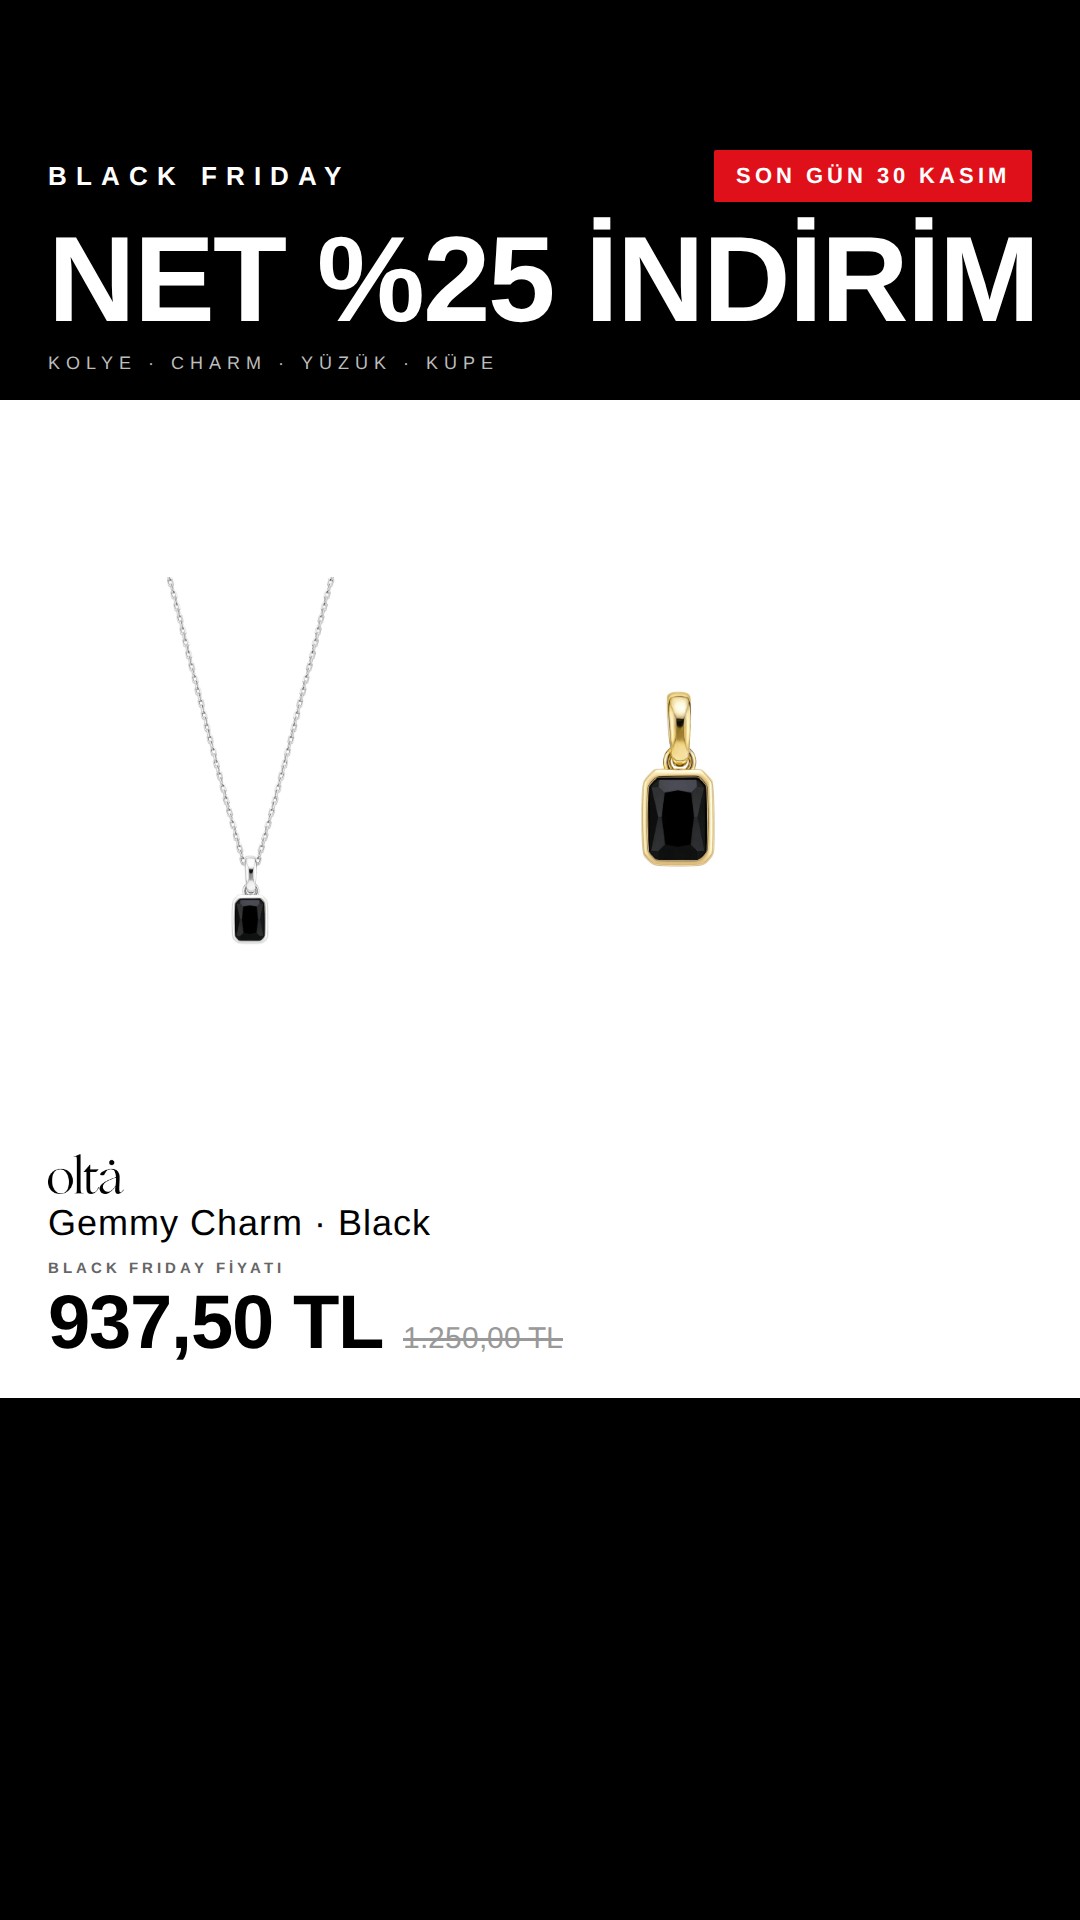 BLACK FRIDAY
SON GÜN 30 KASIM
NET %25 İNDİRİM
KOLYE · CHARM · YÜZÜK · KÜPE
oltȧ
Gemmy Charm · Black
BLACK FRIDAY FİYATI
937,50 TL 1.250,00 TL